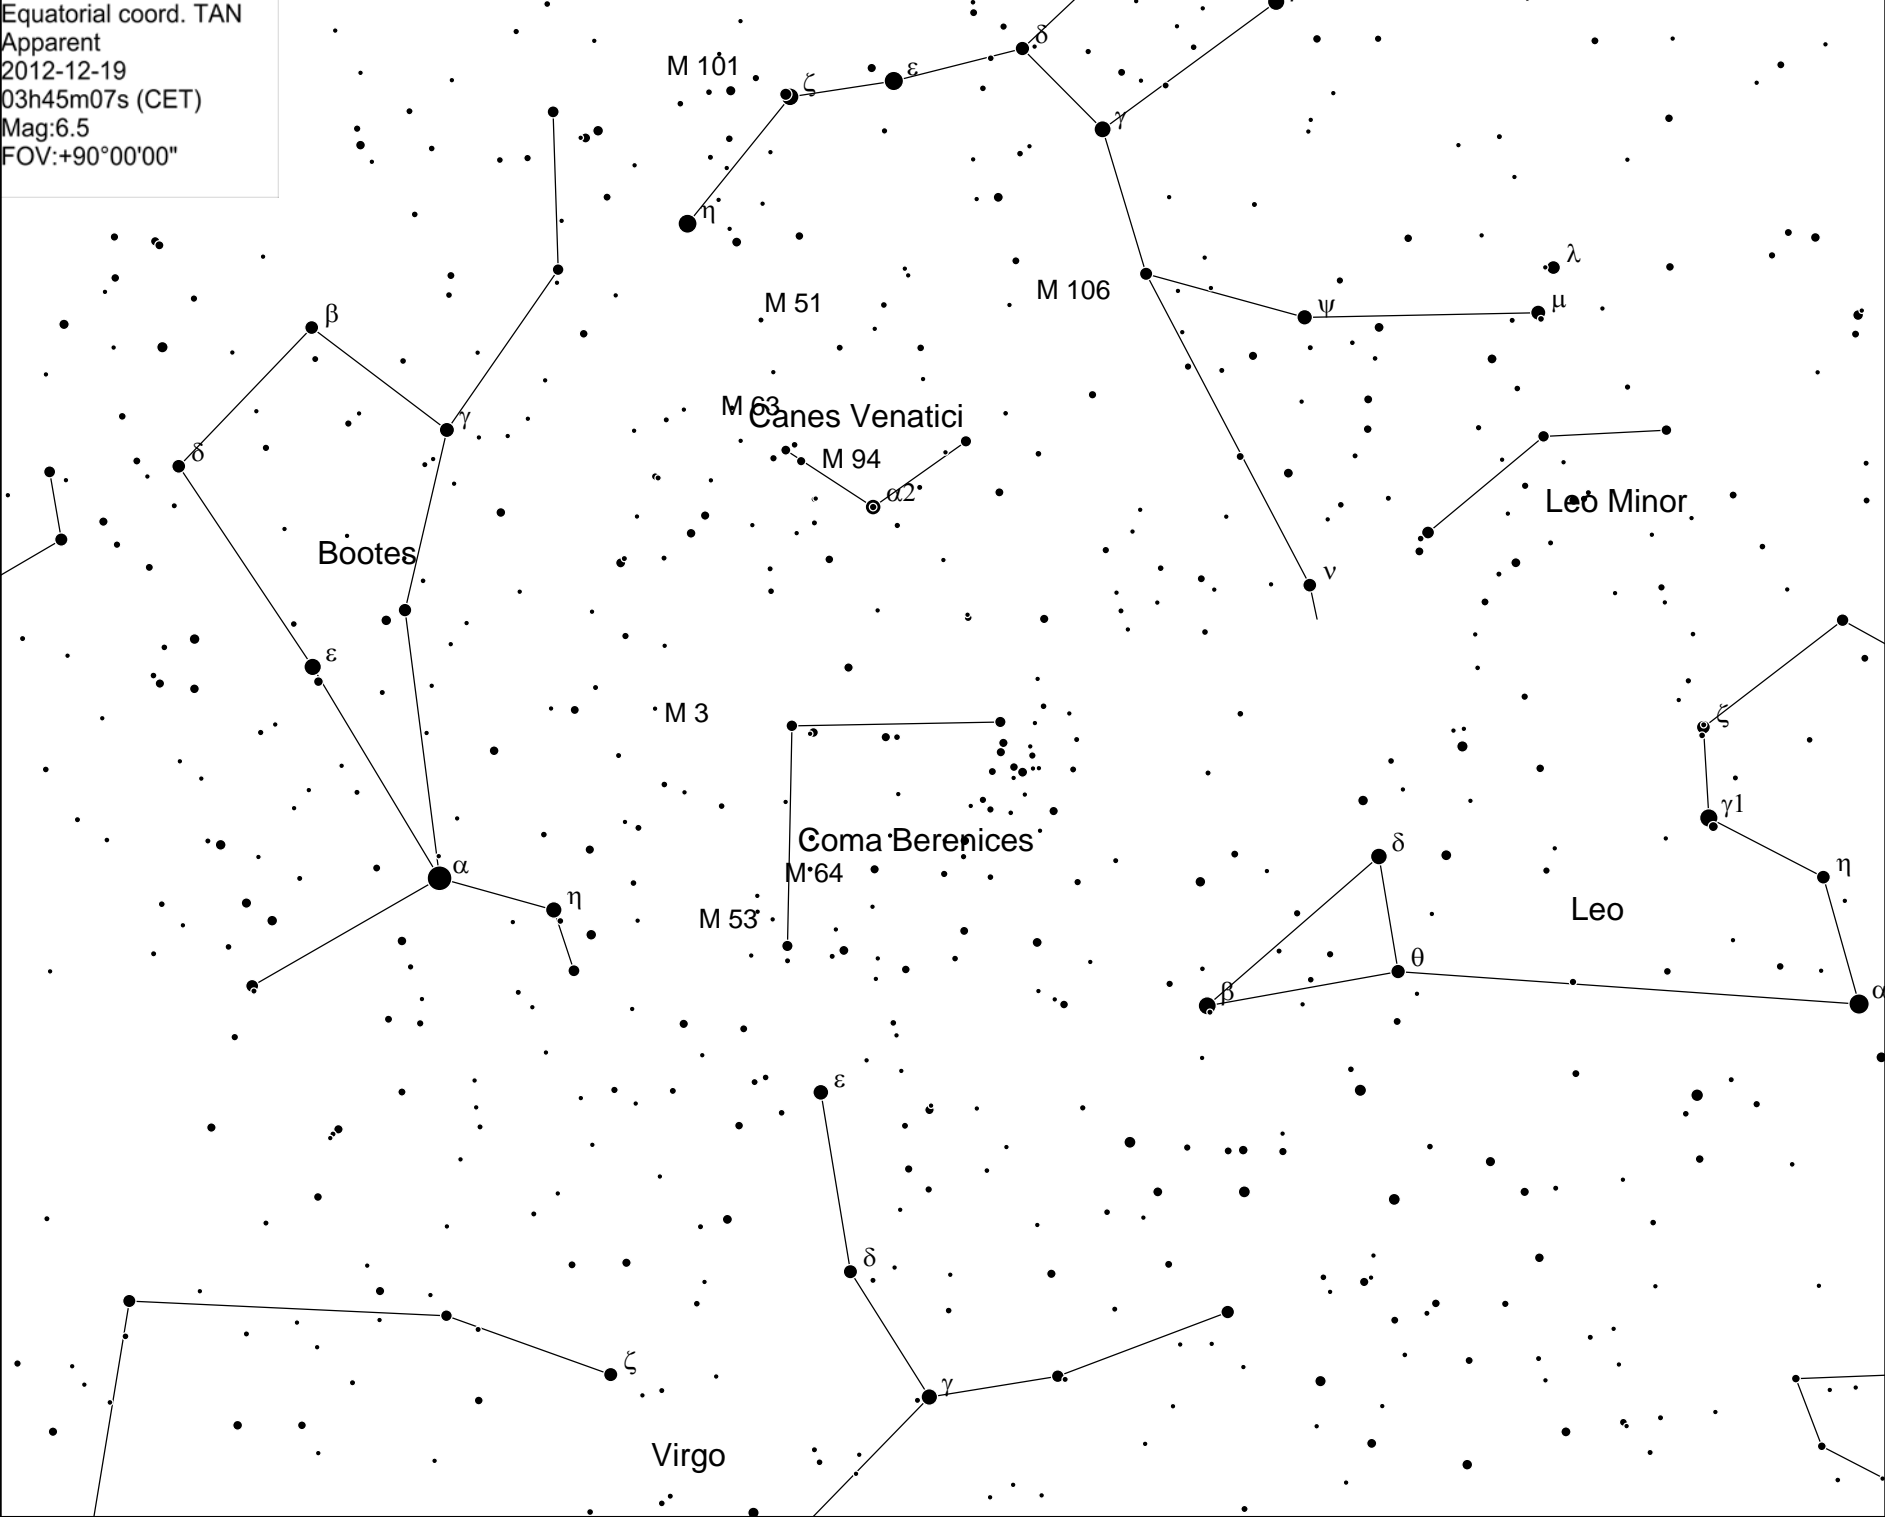 Equatorial coord. TAN
Apparent
2012-12-19
03h45m07s (CET)
Mag:6.5
FOV:+90°00'00"
δ
M 101
ζ
ε
γ
η
λ
M 106
M 51
ψ
μ
β
M 63
Canes Venatici
γ
δ
M 94
α2
Leo Minor
Bootes
ν
ε
M 3
ζ
γ1
Coma Berenices
δ
α
M 64
η
η
Leo
M 53
θ
β
α
ε
δ
ζ
γ
Virgo